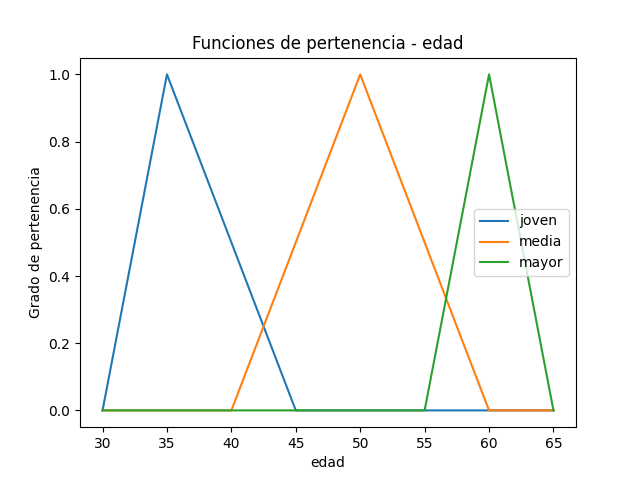 Funciones de pertenencia - edad
Grado de pertenencia
1.0
0.8
0.6
0.4
0.2
0.0
joven
media
mayor
30 35 40 45 50 55 60 65
edad